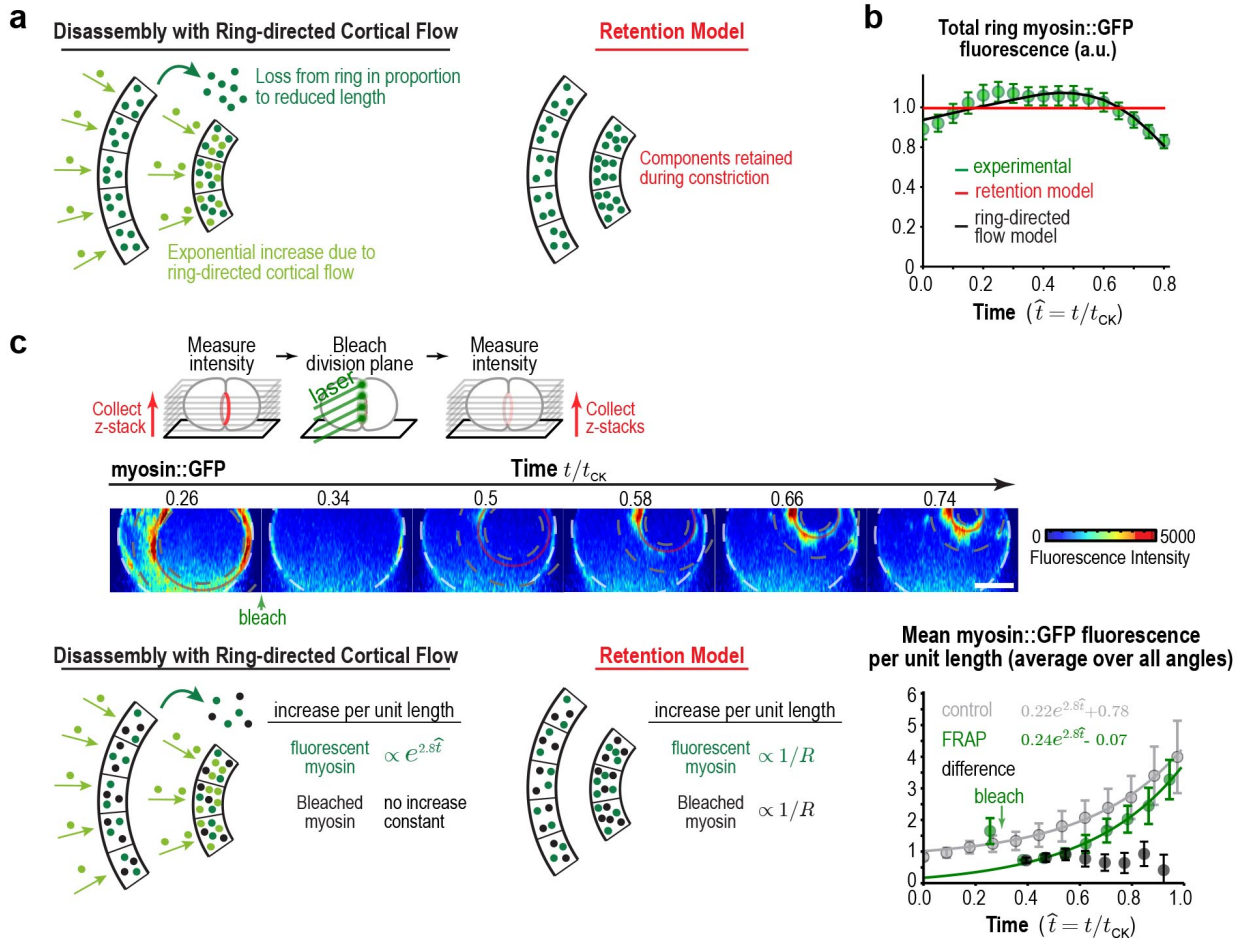 a
Disassembly with Ring-directed Cortical Flow
Loss from ring in proportion
to reduced length
Exponential increase due to
ring-directed cortical flow
Retention Model
Components retained
during constriction
b
Total ring myosin::GFP
fluorescence (a.u.)
1.0
0.8
0.4
0.2
0
experimental
retention model
ring-directed
flow model
0.0 0.2 0.4 0.6 0.8
Time (t̂ = t/t_CK)
c
Measure
intensity
Bleach
division plane
Measure
intensity
laser
Collect
z-stack
Collect
z-stacks
myosin::GFP
Time t/t_CK
0.26 0.34 0.5 0.58 0.66 0.74
bleach
0 5000
Fluorescence Intensity
Disassembly with Ring-directed Cortical Flow
increase per unit length
fluorescent
myosin
∝ e^{2.8t̂}
Bleached
myosin
no increase
constant
Retention Model
increase per unit length
fluorescent
myosin
∝ 1/R
Bleached
myosin
∝ 1/R
Mean myosin::GFP fluorescence
per unit length (average over all angles)
6
5
4
3
2
1
0
control 0.22e^{2.8t̂}+0.78
FRAP 0.24e^{2.8t̂}- 0.07
difference
bleach
0.0 0.2 0.4 0.6 0.8 1.0
Time (t̂ = t/t_CK)